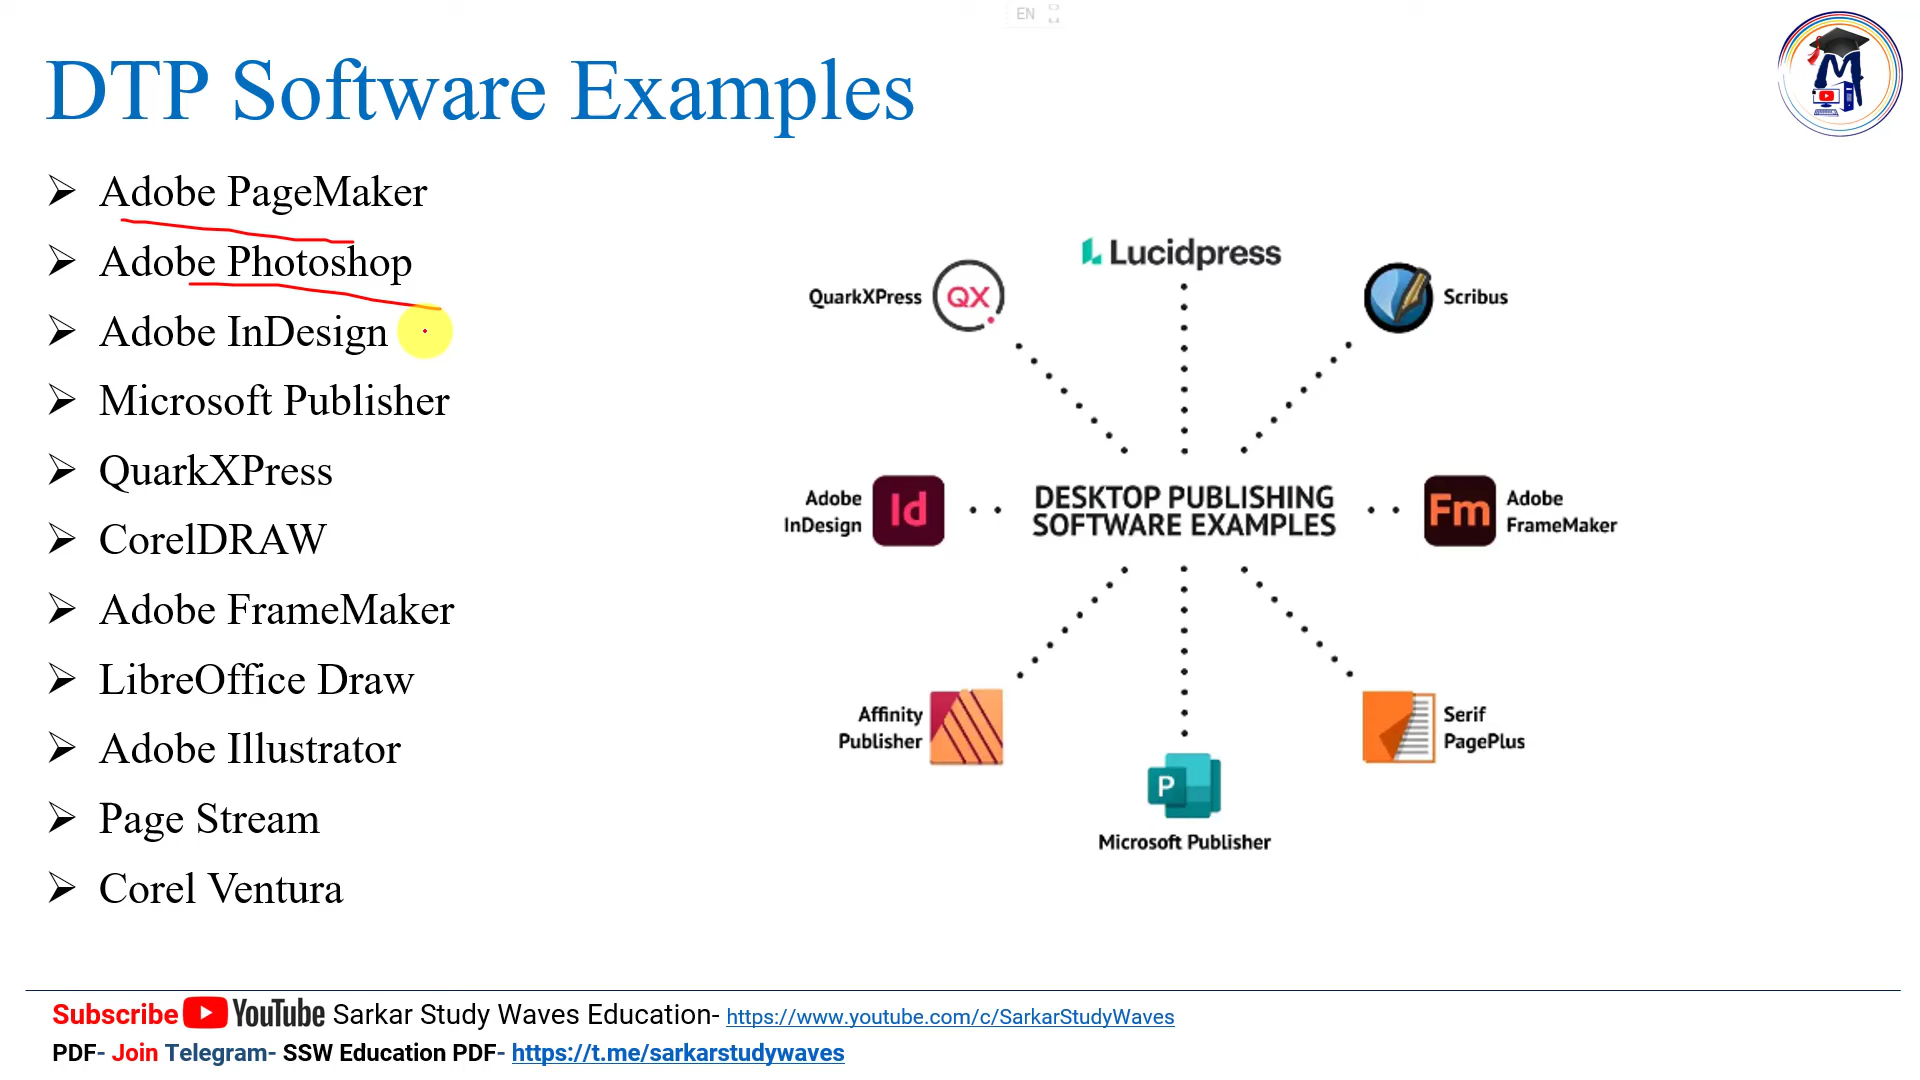 EN
DTP Software Examples
Adobe PageMaker
Adobe Photoshop
Adobe InDesign
Microsoft Publisher
QuarkXPress
CorelDRAW
Adobe FrameMaker
LibreOffice Draw
Adobe Illustrator
Page Stream
Corel Ventura
Lucidpress
QuarkXPress
QX
Scribus
Adobe
InDesign
Id
DESKTOP PUBLISHING
SOFTWARE EXAMPLES
Fm
Adobe
FrameMaker
Affinity
Publisher
Serif
PagePlus
P
Microsoft Publisher
M
Subscribe YouTube Sarkar Study Waves Education- https://www.youtube.com/c/SarkarStudyWaves
PDF- Join Telegram- SSW Education PDF- https://t.me/sarkarstudywaves